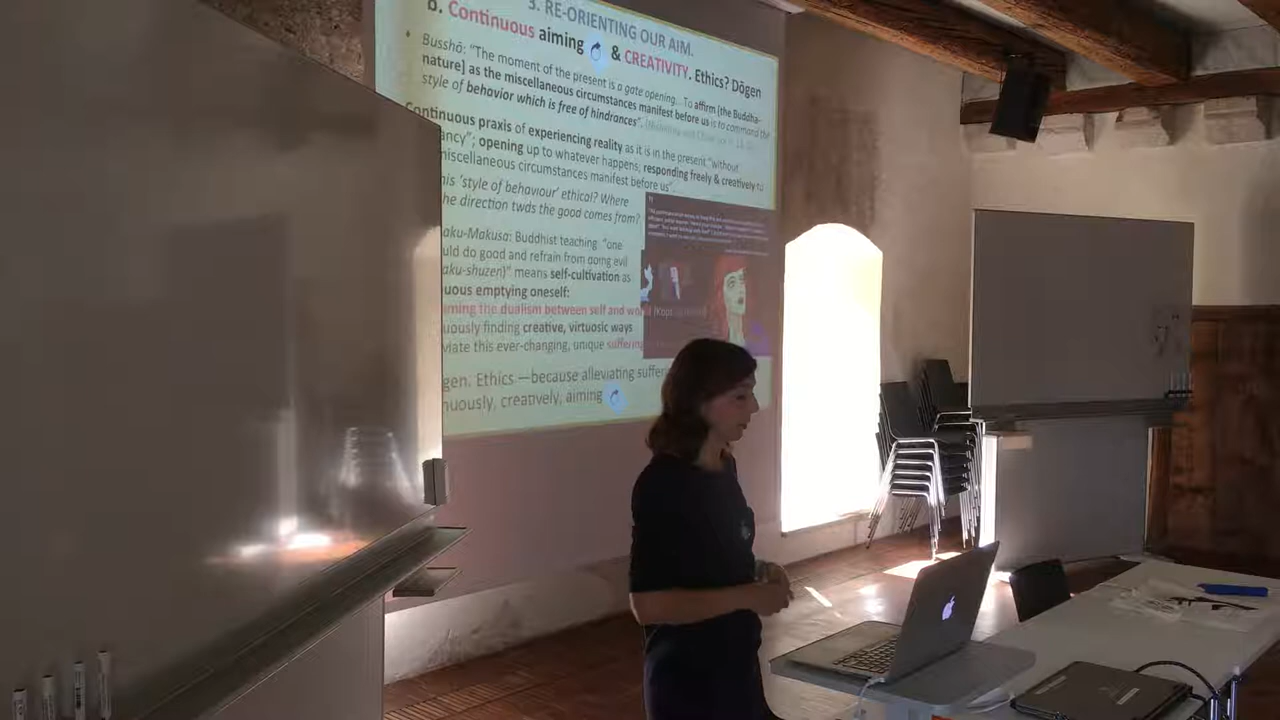 3. RE-ORIENTING OUR AIM.
b. Continuous aiming & CREATIVITY. Ethics? Dōgen
• Busshō: “The moment of the present is a gate opening... To affirm [the Buddha-
nature] as the miscellaneous circumstances manifest before us is to command the
style of behavior which is free of hindrances”.
Continuous praxis of experiencing reality as it is in the present “without
ancy”; opening up to whatever happens, responding freely & creatively to
miscellaneous circumstances manifest before us”.
his ‘style of behaviour’ ethical? Where
he direction twds the good comes from?
aku-Makusa: Buddhist teaching “one
uld do good and refrain from doing evil
aku-shuzen)” means self-cultivation as
uous emptying oneself:
ming the dualism between self and wor
uously finding creative, virtuosic ways
viate this ever-changing, unique suffering
gen. Ethics —because alleviating suffer
nuously, creatively, aiming